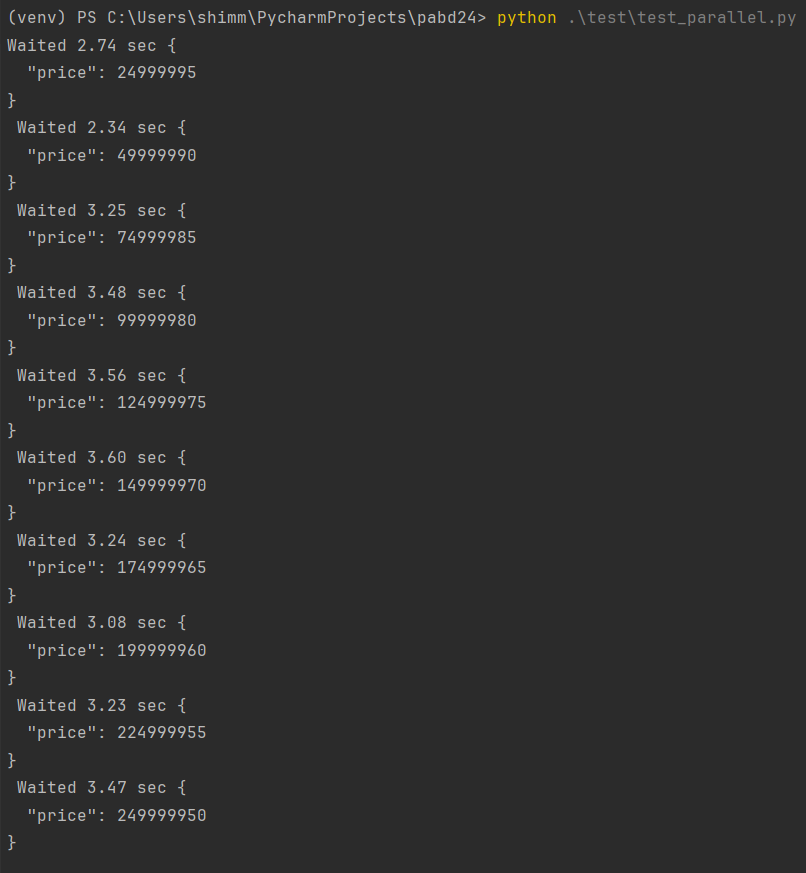 (venv) PS C:\Users\shimm\PycharmProjects\pabd24> python .\test\test_parallel.py
Waited 2.74 sec {
  "price": 24999995
}
 Waited 2.34 sec {
  "price": 49999990
}
 Waited 3.25 sec {
  "price": 74999985
}
 Waited 3.48 sec {
  "price": 99999980
}
 Waited 3.56 sec {
  "price": 124999975
}
 Waited 3.60 sec {
  "price": 149999970
}
 Waited 3.24 sec {
  "price": 174999965
}
 Waited 3.08 sec {
  "price": 199999960
}
 Waited 3.23 sec {
  "price": 224999955
}
 Waited 3.47 sec {
  "price": 249999950
}